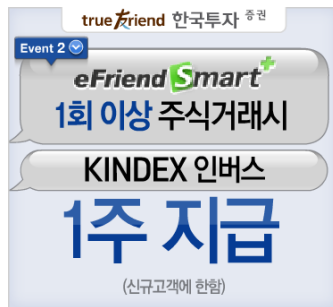 true Friend 한국투자 증권
Event 2
eFriend Smart+
1회 이상 주식거래시
KINDEX 인버스
1주 지급
(신규고객에 한함)